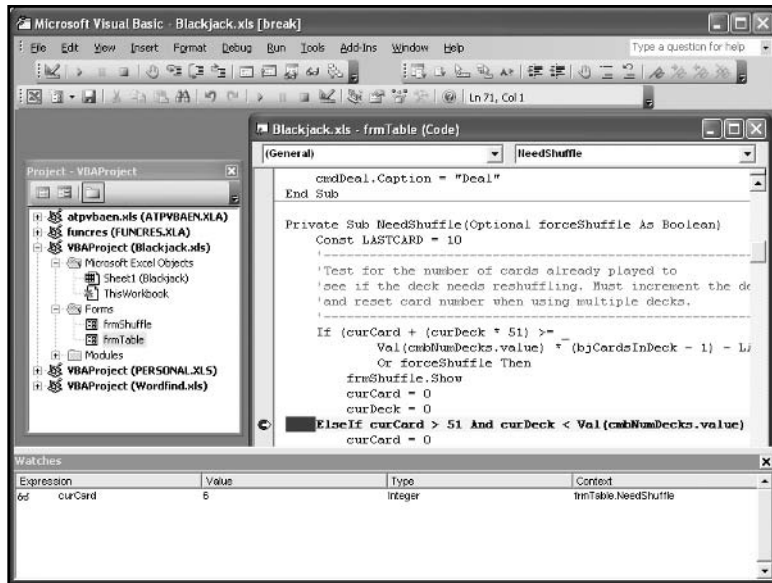 Microsoft Visual Basic - Blackjack.xls [break]
File Edit View Insert Format Debug Run Tools Add-Ins Window Help
Type a question for help
Ln 71, Col 1
Project - VBAProject
atpvbaen.xls (ATPVBAEN.XLA)
funcres (FUNCRES.XLA)
VBAProject (Blackjack.xls)
Microsoft Excel Objects
Sheet1 (Blackjack)
ThisWorkbook
Forms
frmShuffle
frmTable
Modules
VBAProject (PERSONAL.XLS)
VBAProject (Wordfind.xls)
Blackjack.xls - frmTable (Code)
(General) NeedShuffle
cmdDeal.Caption = "Deal"
End Sub
Private Sub NeedShuffle(Optional forceShuffle As Boolean)
Const LASTCARD = 10
'Test for the number of cards already played to
'see if the deck needs reshuffling. Must increment the de
'and reset card number when using multiple decks.
If (curCard + (curDeck * 51) >= _
Val(cmbNumDecks.value) * (bjCardsInDeck - 1) - LA
Or forceShuffle Then
frmShuffle.Show
curCard = 0
curDeck = 0
ElseIf curCard > 51 And curDeck < Val(cmbNumDecks.value)
curCard = 0
Watches
Expression Value Type Context
curCard 6 Integer frmTable.NeedShuffle